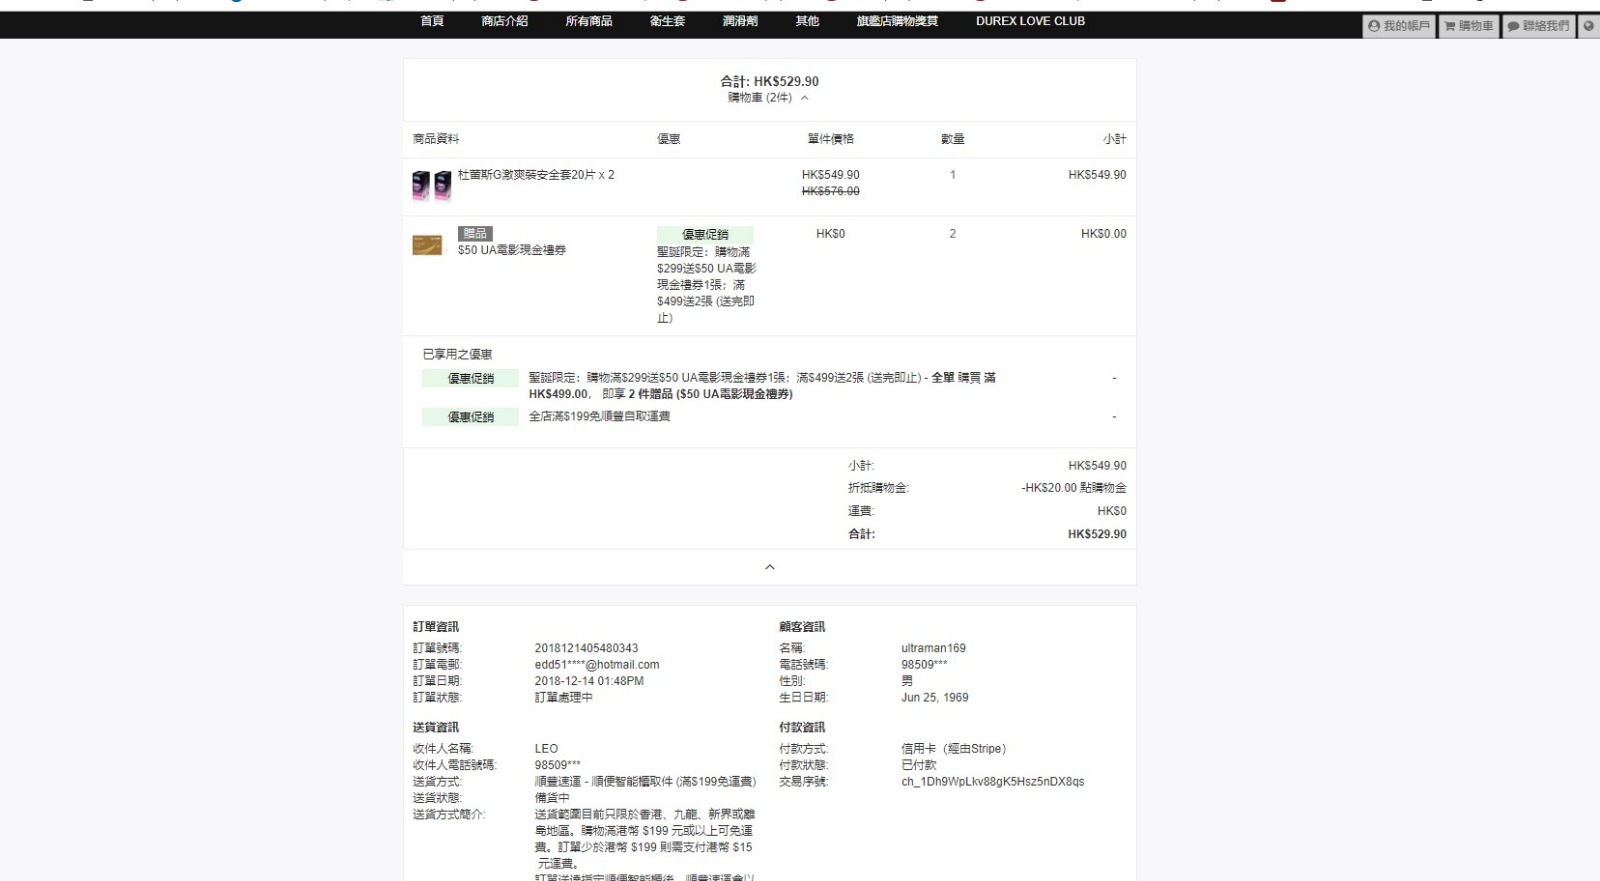 首頁 商店介紹 所有商品 衛生套 潤滑劑 其他 旗艦店購物獎賞 DUREX LOVE CLUB
我的帳戶 購物車 聯絡我們
合計: HK$529.90
購物車 (2件)
商品資料 優惠 單件價格 數量 小計
杜蕾斯G激爽裝安全套20片 x 2 HK$549.90 1 HK$549.90
HK$576.00
贈品 優惠促銷 HK$0 2 HK$0.00
$50 UA電影現金禮券
聖誕限定：購物滿
$299送$50 UA電影
現金禮券1張；滿
$499送2張 (送完即
止)
已享用之優惠
優惠促銷 聖誕限定：購物滿$299送$50 UA電影現金禮券1張；滿$499送2張 (送完即止) - 全單 購買 滿 -
HK$499.00， 即享 2 件贈品 ($50 UA電影現金禮券)
優惠促銷 全店滿$199免順豐自取運費 -
小計: HK$549.90
折抵購物金: -HK$20.00 點購物金
運費: HK$0
合計: HK$529.90
訂單資訊
訂單號碼: 2018121405480343
訂單電郵: edd51****@hotmail.com
訂單日期: 2018-12-14 01:48PM
訂單狀態: 訂單處理中
顧客資訊
名稱: ultraman169
電話號碼: 98509***
性別: 男
生日日期: Jun 25, 1969
送貨資訊
收件人名稱: LEO
收件人電話號碼: 98509***
送貨方式: 順豐速運 - 順便智能櫃取件 (滿$199免運費)
送貨狀態: 備貨中
送貨方式簡介: 送貨範圍目前只限於香港、九龍、新界或離
島地區。購物滿港幣 $199 元或以上可免運
費。訂單少於港幣 $199 則需支付港幣 $15
元運費。
訂單送達指定順便智能櫃後，順豐速運會以
付款資訊
付款方式: 信用卡（經由Stripe）
付款狀態: 已付款
交易序號: ch_1Dh9WpLkv88gK5Hsz5nDX8qs